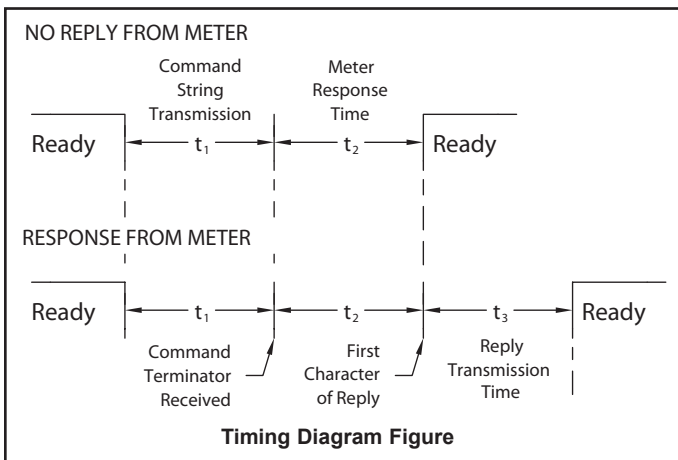 NO REPLY FROM METER
Command
String
Transmission
Meter
Response
Time
Ready
t1
t2
Ready
RESPONSE FROM METER
Ready
t1
t2
t3
Ready
Command
Terminator
Received
First
Character
of Reply
Reply
Transmission
Time
Timing Diagram Figure